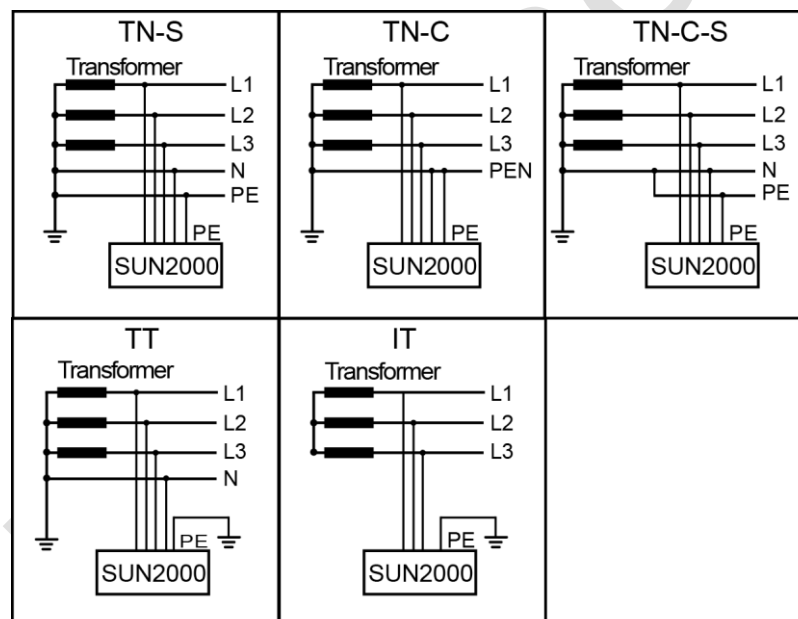 TN-S
Transformer
L1
L2
L3
N
PE
PE
SUN2000
TN-C
Transformer
L1
L2
L3
PEN
PE
SUN2000
TN-C-S
Transformer
L1
L2
L3
N
PE
PE
SUN2000
TT
Transformer
L1
L2
L3
N
PE
SUN2000
IT
Transformer
L1
L2
L3
PE
SUN2000